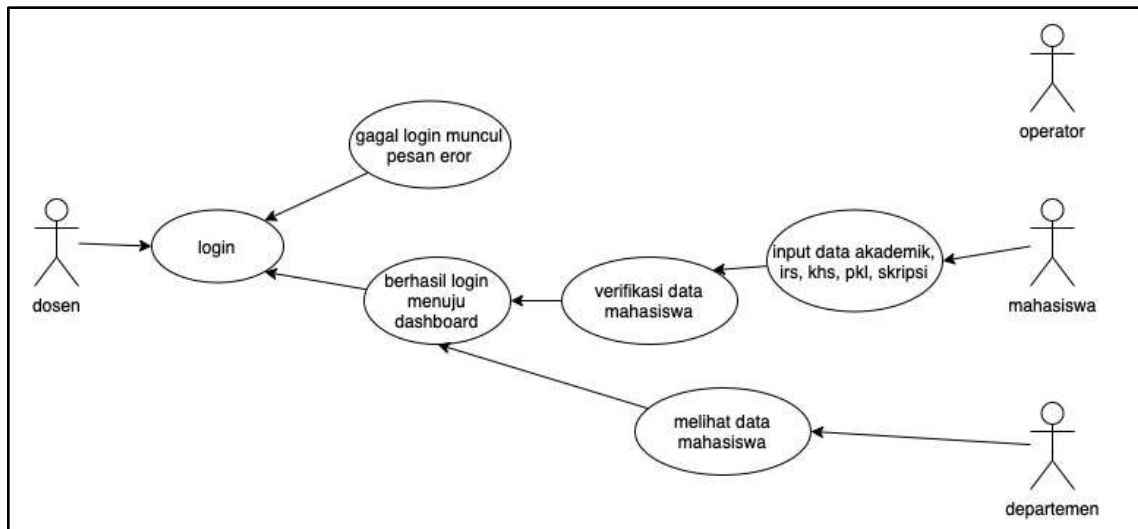 operator
gagal login muncul
pesan eror
login
dosen
berhasil login
menuju
dashboard
verifikasi data
mahasiswa
input data akademik,
irs, khs, pkl, skripsi
mahasiswa
melihat data
mahasiswa
departemen